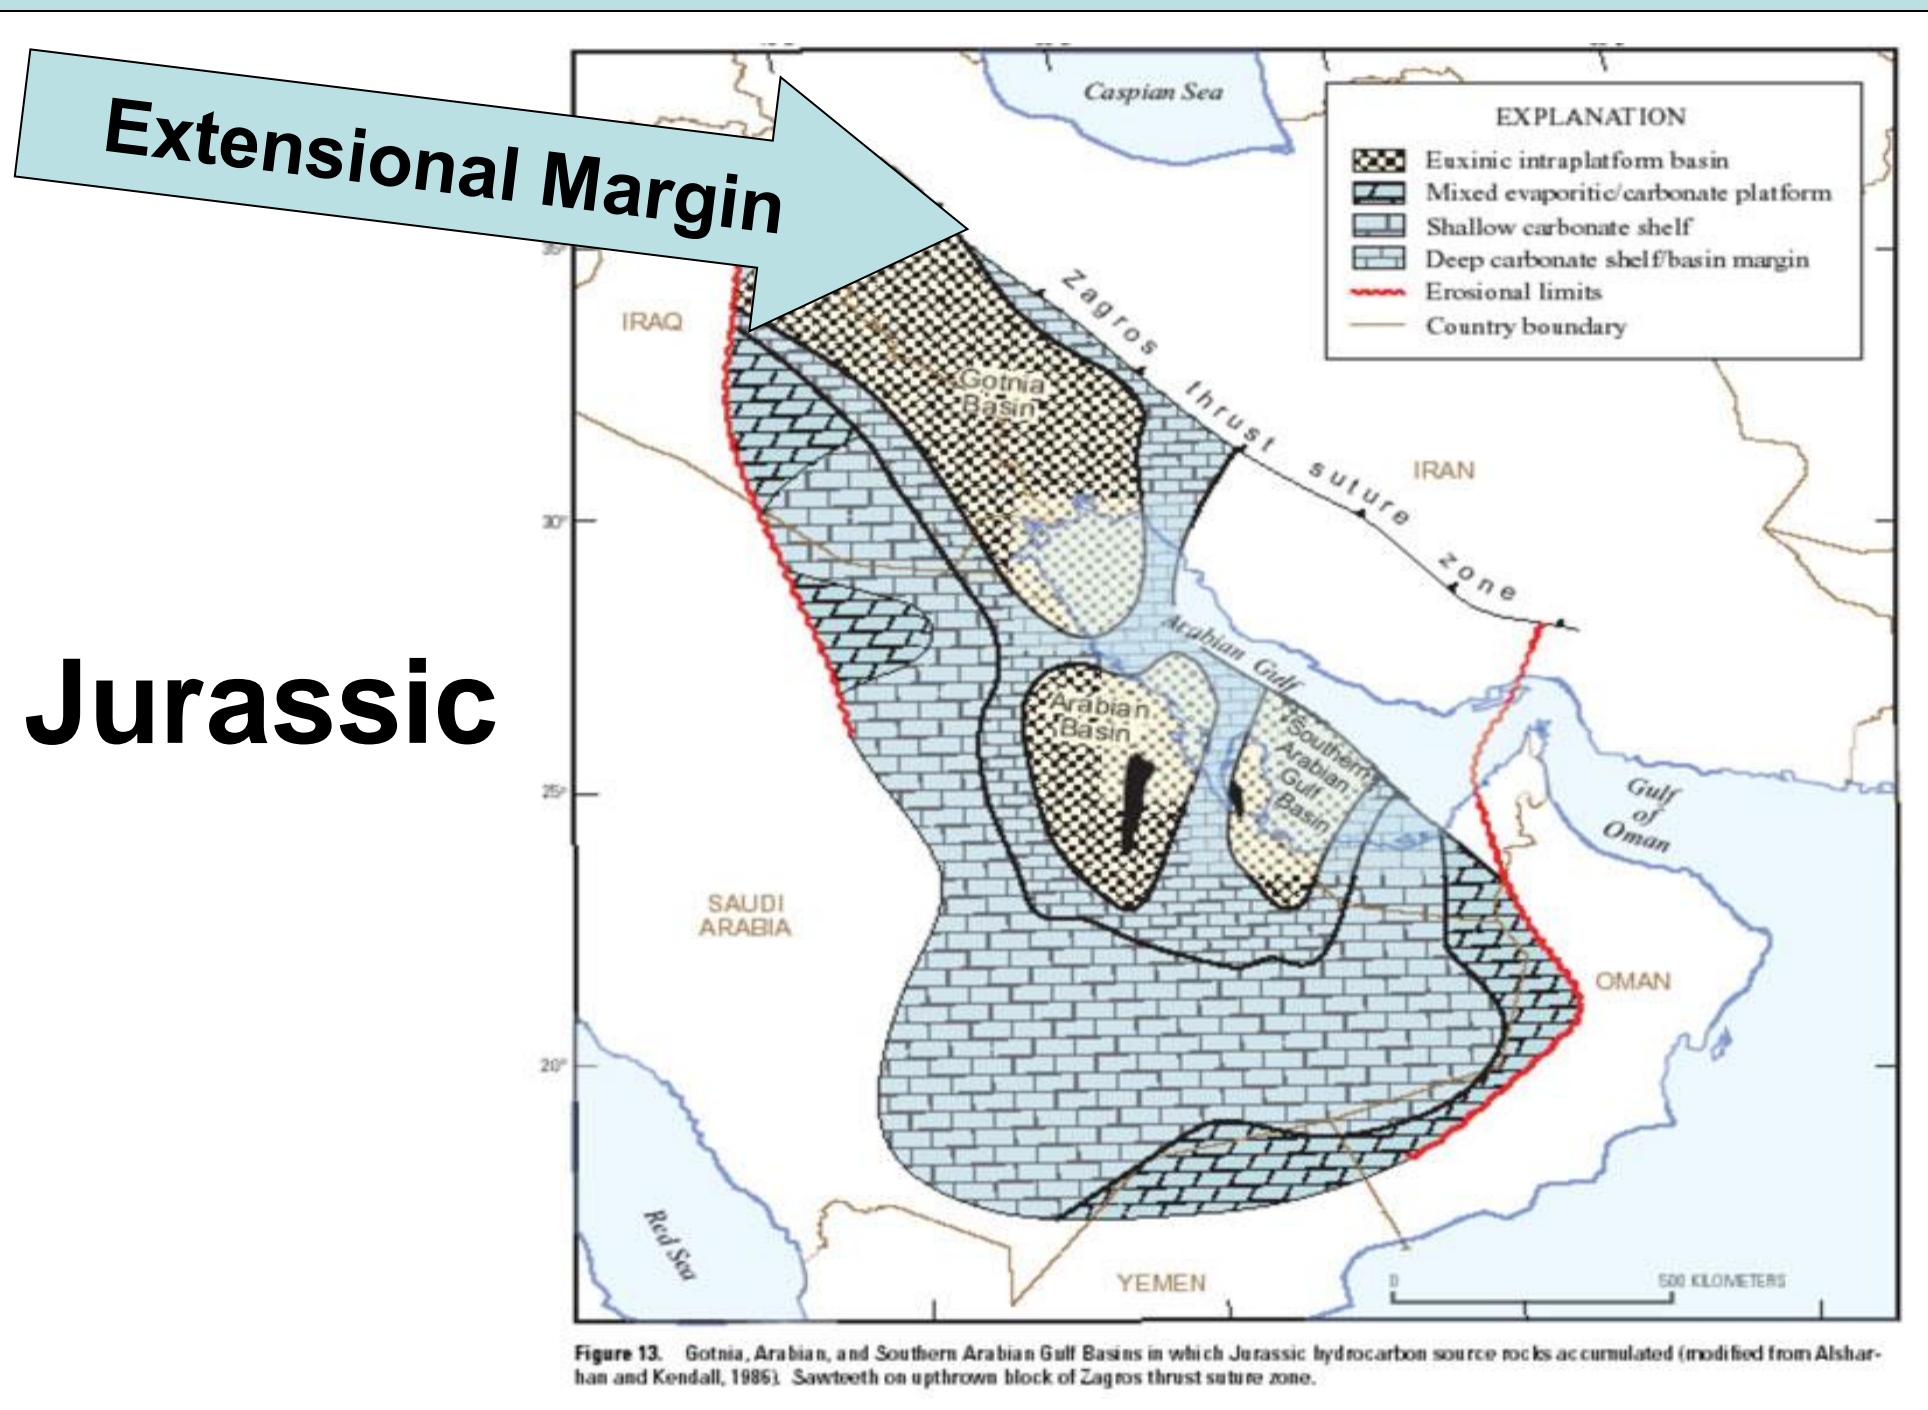 Extensional Margin
Jurassic
Caspian Sea
EXPLANATION
Euxinic intraplatform basin
Mixed evaporitic/carbonate platform
Shallow carbonate shelf
Deep carbonate shelf/basin margin
Erosional limits
Country boundary
35°
IRAQ
Zagros thrust suture zone
Gotnia
Basin
IRAN
30°
Arabian Gulf
Arabian
Basin
Southern
Arabian
Gulf
Basin
25°
Gulf
of
Oman
SAUDI
ARABIA
OMAN
20°
Red Sea
YEMEN
0 500 KILOMETERS
Figure 13. Gotnia, Arabian, and Southern Arabian Gulf Basins in which Jurassic hydrocarbon source rocks accumulated (modified from Alshar-
han and Kendall, 1986). Sawteeth on upthrown block of Zagros thrust suture zone.